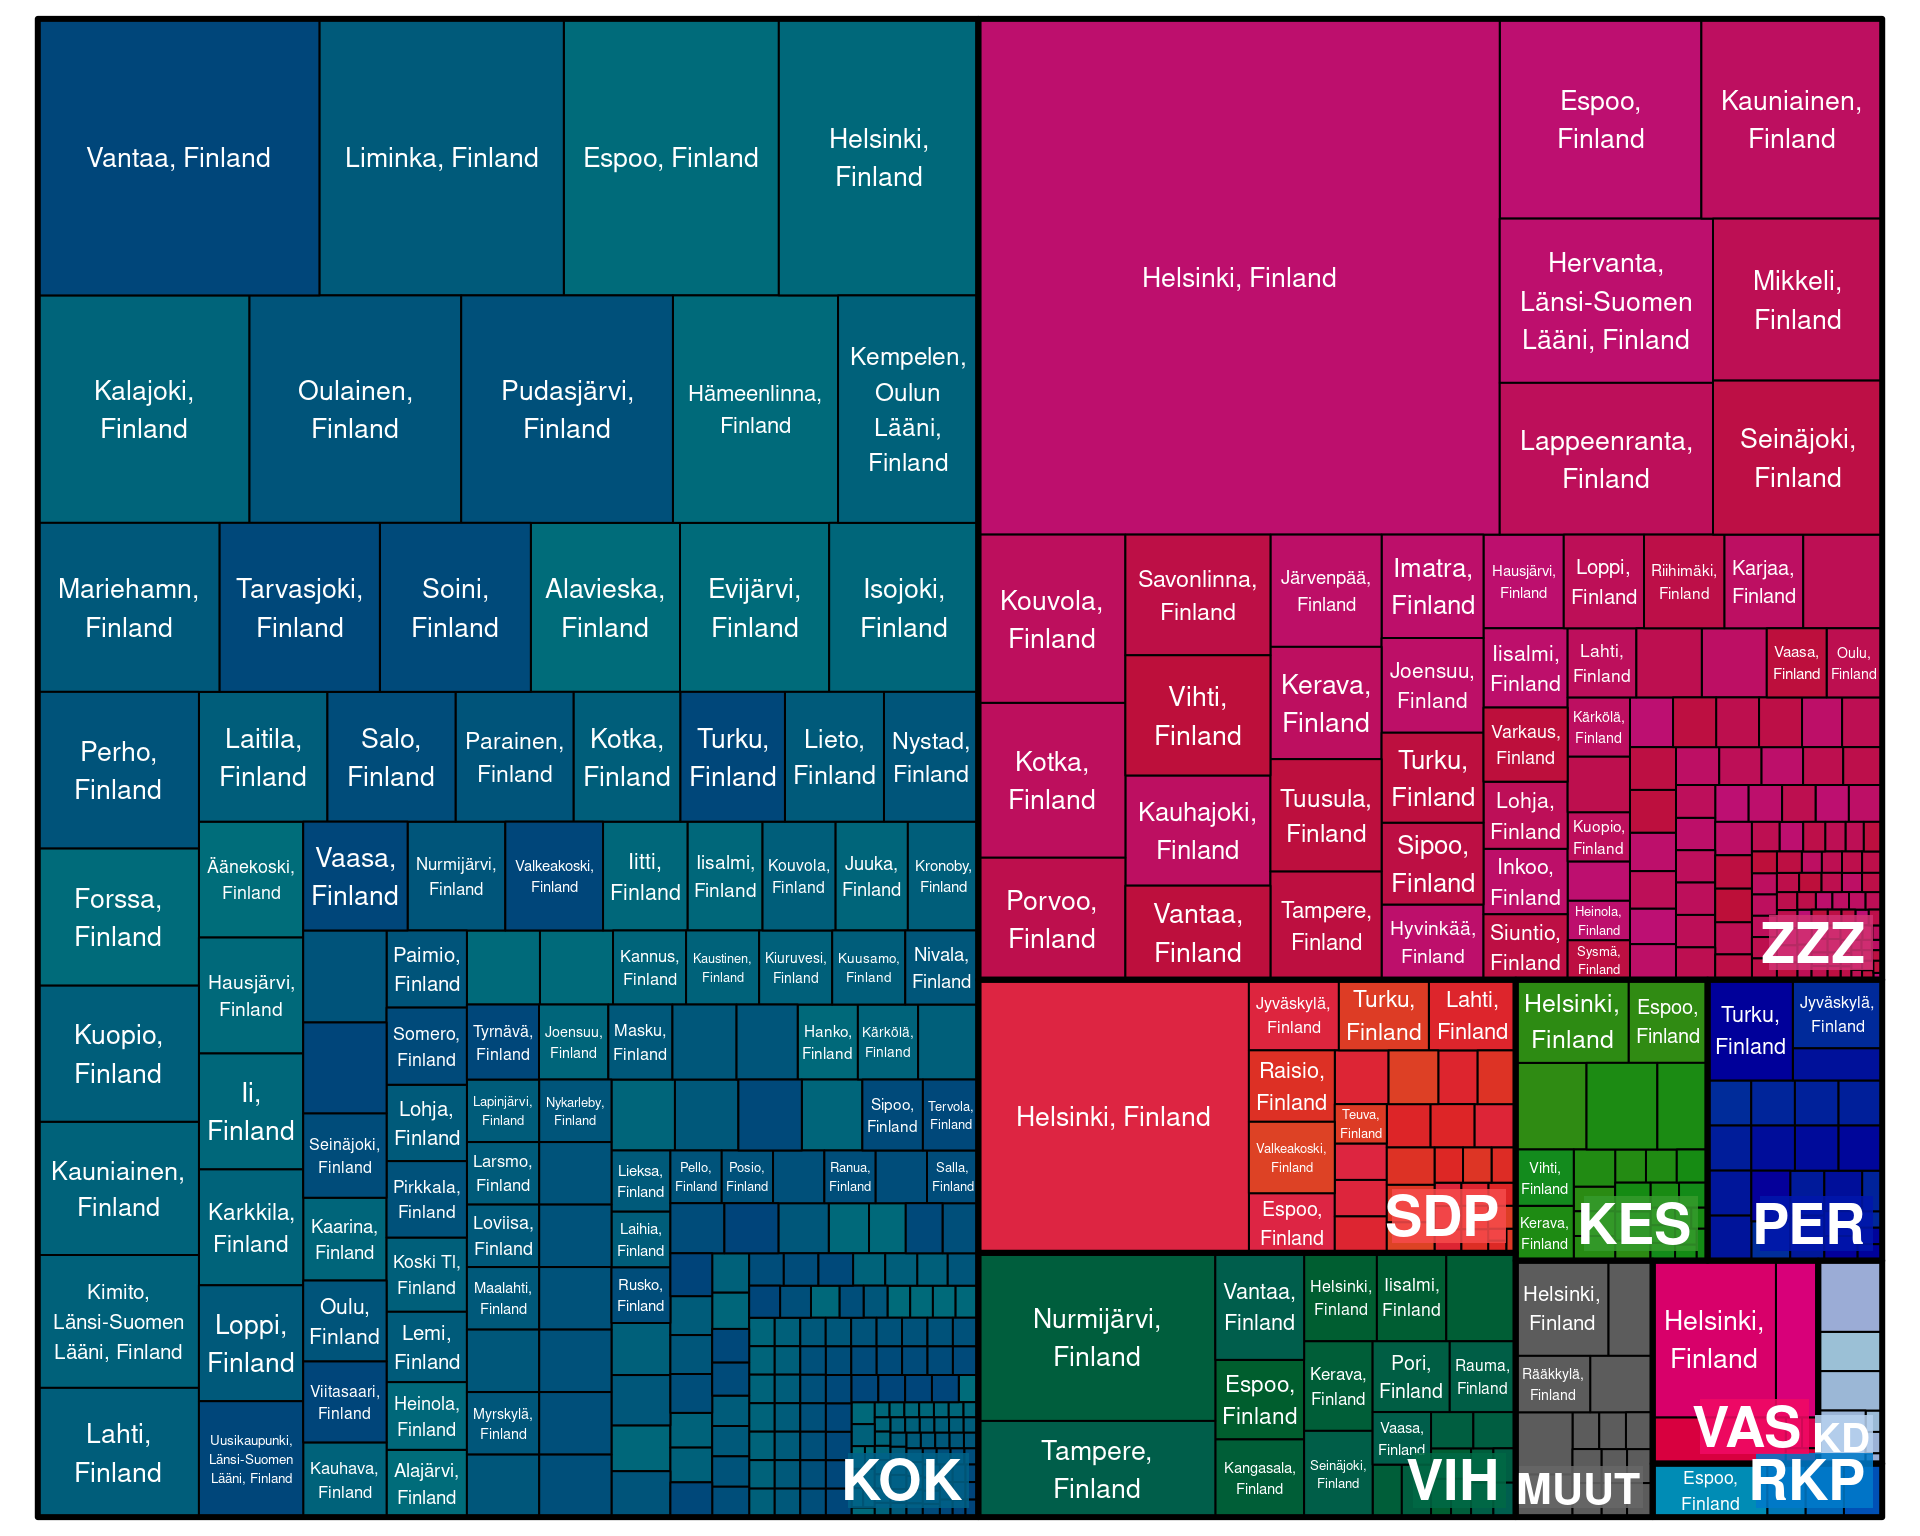 Vantaa, Finland
Liminka, Finland
Espoo, Finland
Helsinki,
Finland
Kalajoki,
Finland
Oulainen,
Finland
Pudasjärvi,
Finland
Hämeenlinna,
Finland
Kempelen,
Oulun
Lääni,
Finland
Mariehamn,
Finland
Tarvasjoki,
Finland
Soini,
Finland
Alavieska,
Finland
Evijärvi,
Finland
Isojoki,
Finland
Perho,
Finland
Forssa,
Finland
Kuopio,
Finland
Kauniainen,
Finland
Kimito,
Länsi-Suomen
Lääni, Finland
Lahti,
Finland
Laitila,
Finland
Salo,
Finland
Parainen,
Finland
Kotka,
Finland
Turku,
Finland
Lieto,
Finland
Nystad,
Finland
Äänekoski,
Finland
Vaasa,
Finland
Nurmijärvi,
Finland
Valkeakoski,
Finland
Iitti,
Finland
Iisalmi,
Finland
Kouvola,
Finland
Juuka,
Finland
Kronoby,
Finland
Hausjärvi,
Finland
Ii,
Finland
Karkkila,
Finland
Loppi,
Finland
Uusikaupunki,
Länsi-Suomen
Lääni, Finland
Seinäjoki,
Finland
Kaarina,
Finland
Oulu,
Finland
Viitasaari,
Finland
Kauhava,
Finland
Paimio,
Finland
Somero,
Finland
Lohja,
Finland
Pirkkala,
Finland
Koski Tl,
Finland
Lemi,
Finland
Heinola,
Finland
Alajärvi,
Finland
Kannus,
Finland
Kaustinen,
Finland
Kiuruvesi,
Finland
Kuusamo,
Finland
Nivala,
Finland
Tyrnävä,
Finland
Joensuu,
Finland
Masku,
Finland
Hanko,
Finland
Kärkölä,
Finland
Lapinjärvi,
Finland
Nykarleby,
Finland
Sipoo,
Finland
Tervola,
Finland
Larsmo,
Finland
Lieksa,
Finland
Pello,
Finland
Posio,
Finland
Ranua,
Finland
Salla,
Finland
Loviisa,
Finland
Laihia,
Finland
Maalahti,
Finland
Rusko,
Finland
Myrskylä,
Finland
KOK
Helsinki, Finland
Espoo,
Finland
Kauniainen,
Finland
Hervanta,
Länsi-Suomen
Lääni, Finland
Mikkeli,
Finland
Lappeenranta,
Finland
Seinäjoki,
Finland
Kouvola,
Finland
Kotka,
Finland
Porvoo,
Finland
Savonlinna,
Finland
Vihti,
Finland
Kauhajoki,
Finland
Vantaa,
Finland
Järvenpää,
Finland
Kerava,
Finland
Tuusula,
Finland
Tampere,
Finland
Imatra,
Finland
Joensuu,
Finland
Turku,
Finland
Sipoo,
Finland
Hyvinkää,
Finland
Hausjärvi,
Finland
Loppi,
Finland
Riihimäki,
Finland
Karjaa,
Finland
Iisalmi,
Finland
Lahti,
Finland
Vaasa,
Finland
Oulu,
Finland
Varkaus,
Finland
Kärkölä,
Finland
Lohja,
Finland
Kuopio,
Finland
Inkoo,
Finland
Heinola,
Finland
Siuntio,
Finland
Sysmä,
Finland
ZZZ
Helsinki, Finland
Jyväskylä,
Finland
Turku,
Finland
Lahti,
Finland
Raisio,
Finland
Teuva,
Finland
Valkeakoski,
Finland
Espoo,
Finland
SDP
Helsinki,
Finland
Espoo,
Finland
Vihti,
Finland
Kerava,
Finland
KES
Turku,
Finland
Jyväskylä,
Finland
PER
Nurmijärvi,
Finland
Tampere,
Finland
Vantaa,
Finland
Espoo,
Finland
Kangasala,
Finland
Helsinki,
Finland
Iisalmi,
Finland
Kerava,
Finland
Pori,
Finland
Rauma,
Finland
Vaasa,
Finland
Seinäjoki,
Finland
VIH
Helsinki,
Finland
Rääkkylä,
Finland
MUUT
Helsinki,
Finland
VAS
KD
Espoo,
Finland
RKP